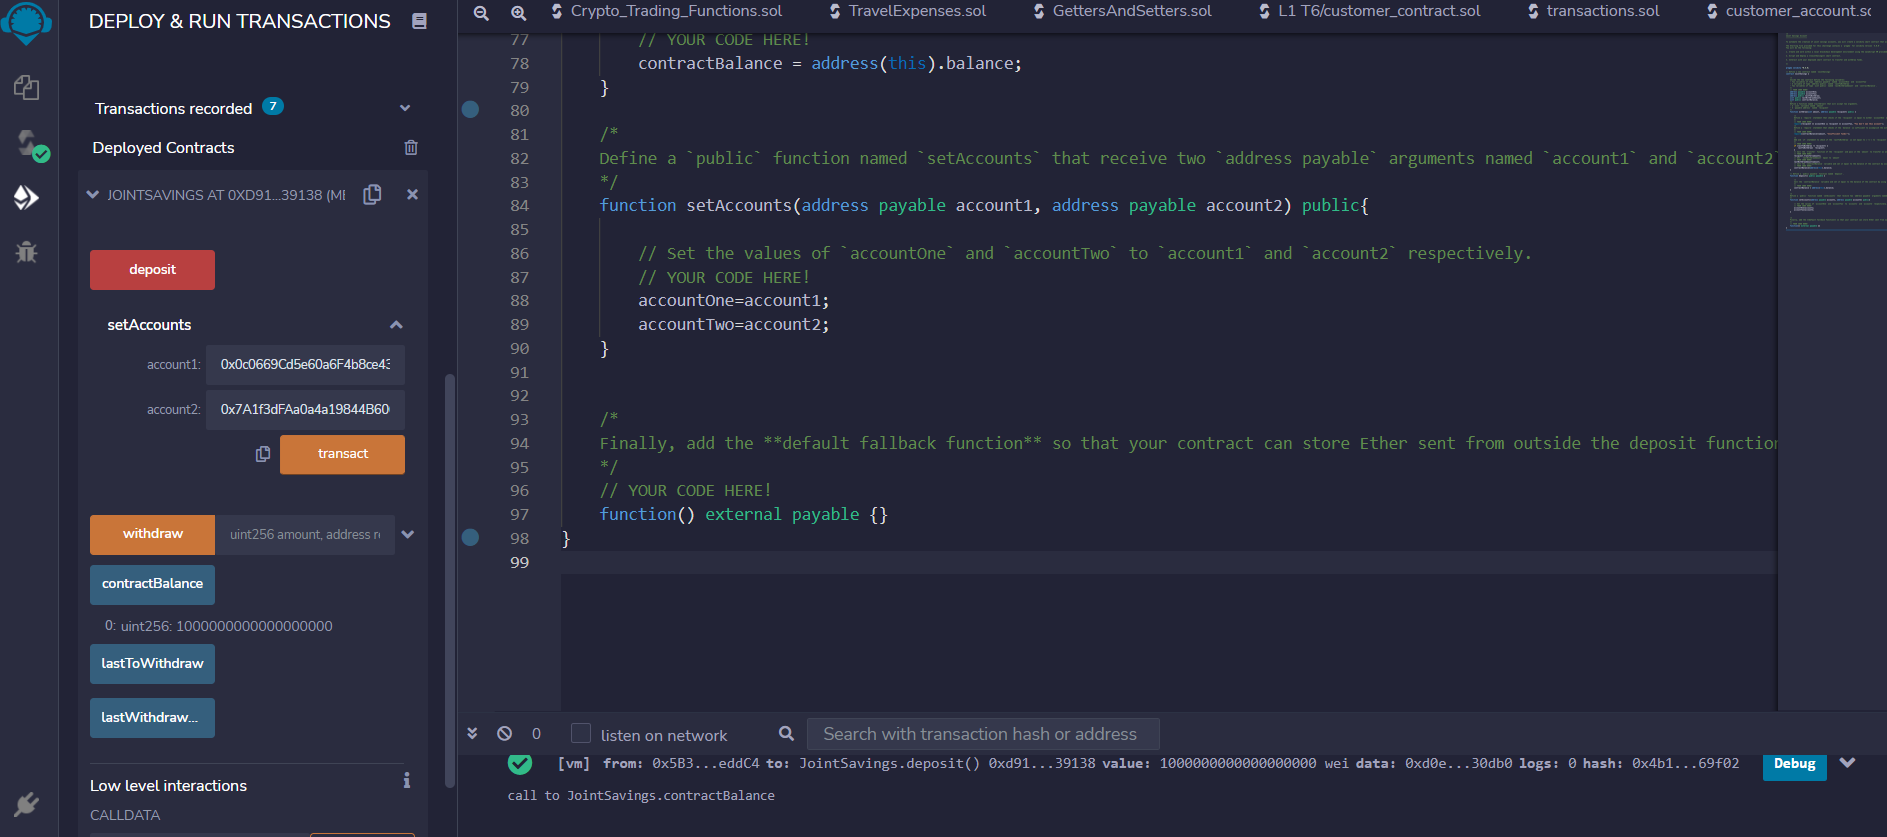 DEPLOY & RUN TRANSACTIONS
Transactions recorded 7
Deployed Contracts
JOINTSAVINGS AT 0XD91...39138 (ME
deposit
setAccounts
account1: 0x0c0669Cd5e60a6F4b8ce43
account2: 0x7A1f3dFAa0a4a19844B60
transact
withdraw uint256 amount, address re
contractBalance
0: uint256: 1000000000000000000
lastToWithdraw
lastWithdraw...
Low level interactions
CALLDATA
Crypto_Trading_Functions.sol TravelExpenses.sol GettersAndSetters.sol L1 T6/customer_contract.sol transactions.sol customer_account.sc
77 // YOUR CODE HERE!
78 contractBalance = address(this).balance;
79 }
80
81 /*
82 Define a `public` function named `setAccounts` that receive two `address payable` arguments named `account1` and `account2`
83 */
84 function setAccounts(address payable account1, address payable account2) public{
85
86 // Set the values of `accountOne` and `accountTwo` to `account1` and `account2` respectively.
87 // YOUR CODE HERE!
88 accountOne=account1;
89 accountTwo=account2;
90 }
91
92
93 /*
94 Finally, add the **default fallback function** so that your contract can store Ether sent from outside the deposit function
95 */
96 // YOUR CODE HERE!
97 function() external payable {}
98 }
99
0 listen on network Search with transaction hash or address
[vm] from: 0x5B3...eddC4 to: JointSavings.deposit() 0xd91...39138 value: 1000000000000000000 wei data: 0xd0e...30db0 logs: 0 hash: 0x4b1...69f02 Debug
call to JointSavings.contractBalance